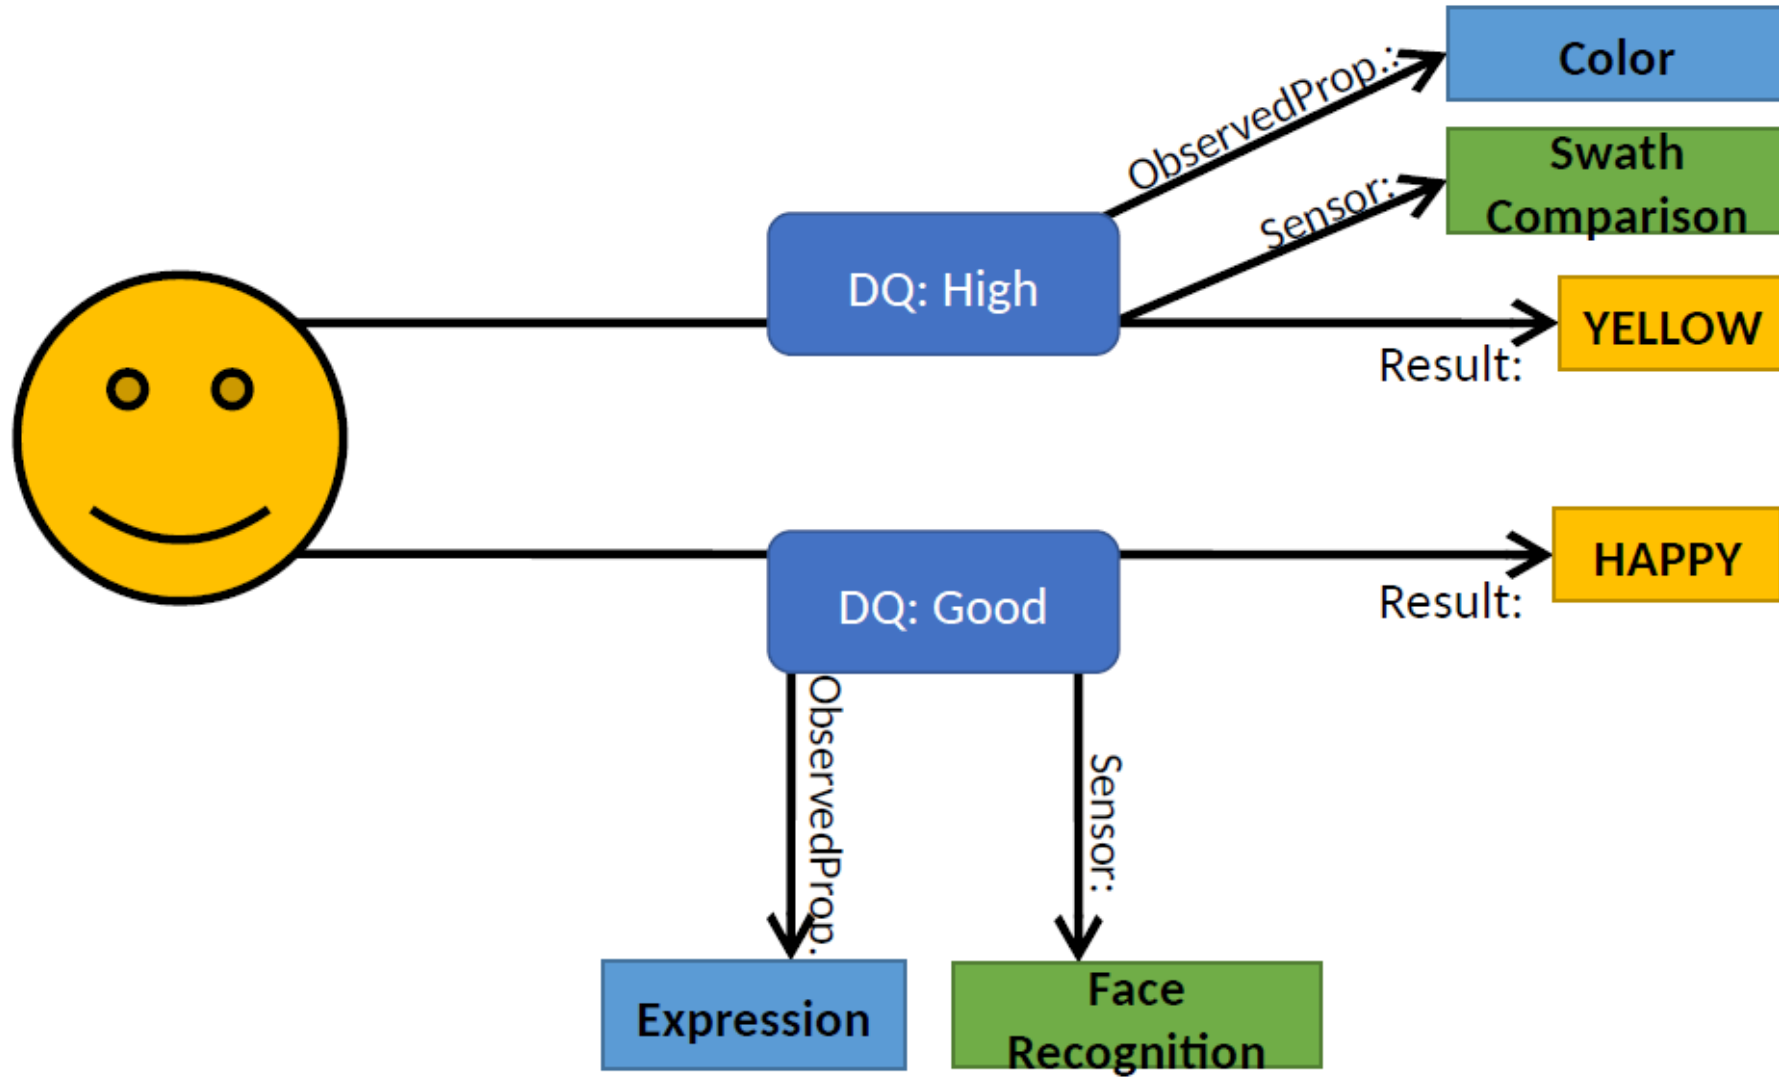 ObservedProp.:
Color
Sensor:
Swath
Comparison
DQ: High
Result:
YELLOW
DQ: Good
Result:
HAPPY
ObservedProp.
Sensor:
Expression
Face
Recognition